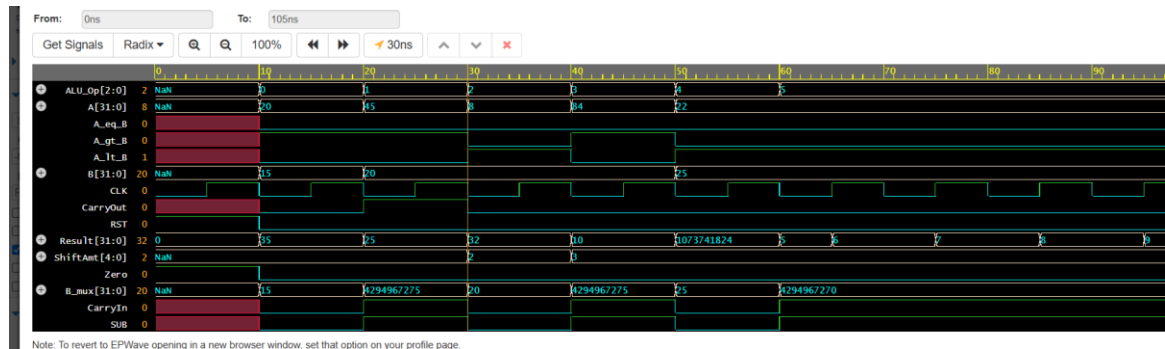 From: 0ns To: 105ns
Get Signals Radix 100% 30ns
0 10 20 30 40 50 60 70 80 90
ALU_Op[2:0] 2 NaN 0 1 2 3 4 5
A[31:0] 8 NaN 20 45 8 84 22
A_eq_B 0
A_gt_B 0
A_lt_B 1
B[31:0] 20 NaN 15 20 25
CLK 0
CarryOut 0
RST 0
Result[31:0] 32 0 35 25 32 10 1073741824 5 6 7 8 9
ShiftAmt[4:0] 2 NaN 2 3
Zero 0
B_mux[31:0] 20 NaN 15 4294967275 20 4294967275 25 4294967270
CarryIn 0
SUB 0
Note: To revert to EPWave opening in a new browser window, set that option on your profile page.